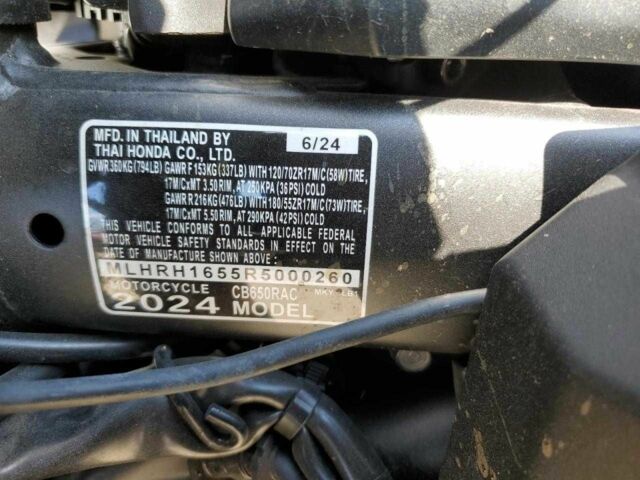 MFD. IN THAILAND BY 6/24
THAI HONDA CO., LTD.
GVWR 360KG (794LB) GAWR F 153KG (337LB) WITH 120/70ZR17M/C (58W) TIRE,
17M/CxMT 3.50 RIM, AT 250KPA (36PSI) COLD
GAWR R 216KG (476LB) WITH 180/55ZR17M/C (73W) TIRE,
17M/CxMT 5.50 RIM, AT 290KPA (42PSI) COLD
THIS VEHICLE CONFORMS TO ALL APPLICABLE FEDERAL
MOTOR VEHICLE SAFETY STANDARDS IN EFFECT ON THE
DATE OF MANUFACTURE SHOWN ABOVE.
MLHRH1655R5000260
MOTORCYCLE CB650RAC MKY LB1
2024 MODEL